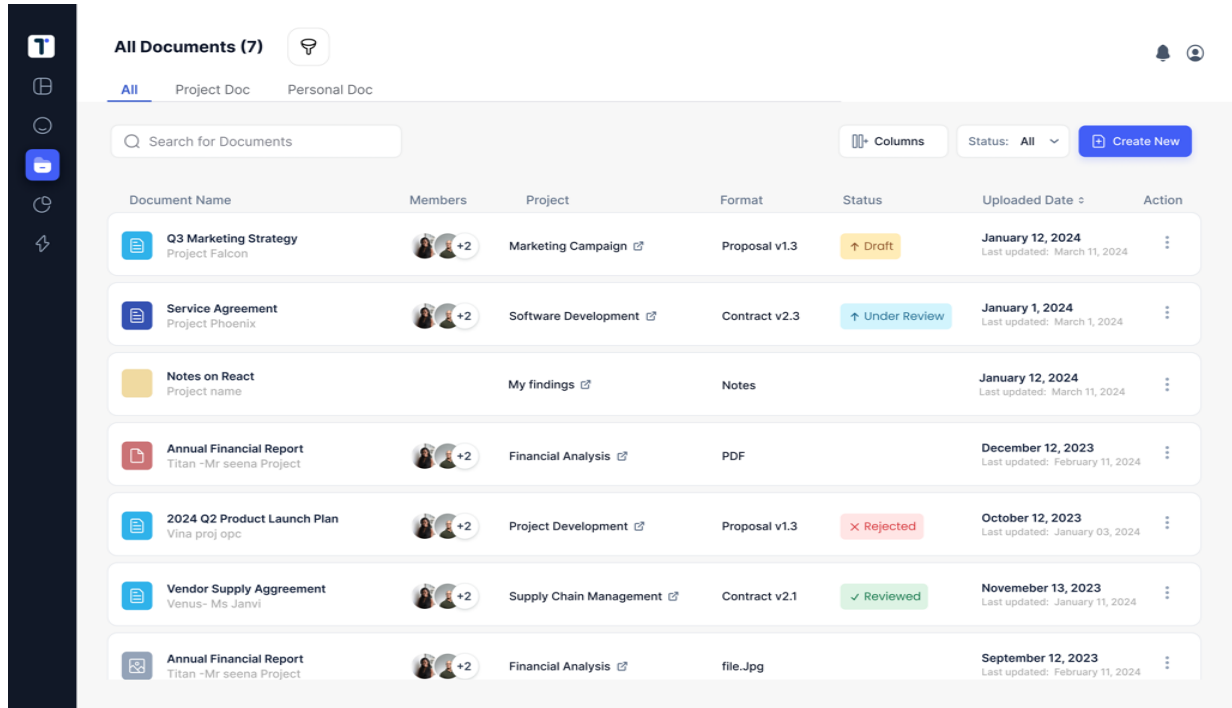 T
All Documents (7)
All Project Doc Personal Doc
Search for Documents
Columns Status: All Create New
Document Name Members Project Format Status Uploaded Date Action
Q3 Marketing Strategy
Project Falcon
+2 Marketing Campaign Proposal v1.3 Draft January 12, 2024
Last updated: March 11, 2024
Service Agreement
Project Phoenix
+2 Software Development Contract v2.3 Under Review January 1, 2024
Last updated: March 1, 2024
Notes on React
Project name
My findings Notes January 12, 2024
Last updated: March 11, 2024
Annual Financial Report
Titan -Mr seena Project
+2 Financial Analysis PDF December 12, 2023
Last updated: February 11, 2024
2024 Q2 Product Launch Plan
Vina proj opc
+2 Project Development Proposal v1.3 Rejected October 12, 2023
Last updated: January 03, 2024
Vendor Supply Aggreement
Venus- Ms Janvi
+2 Supply Chain Management Contract v2.1 Reviewed Novemeber 13, 2023
Last updated: January 11, 2024
Annual Financial Report
Titan -Mr seena Project
+2 Financial Analysis file.Jpg September 12, 2023
Last updated: February 11, 2024